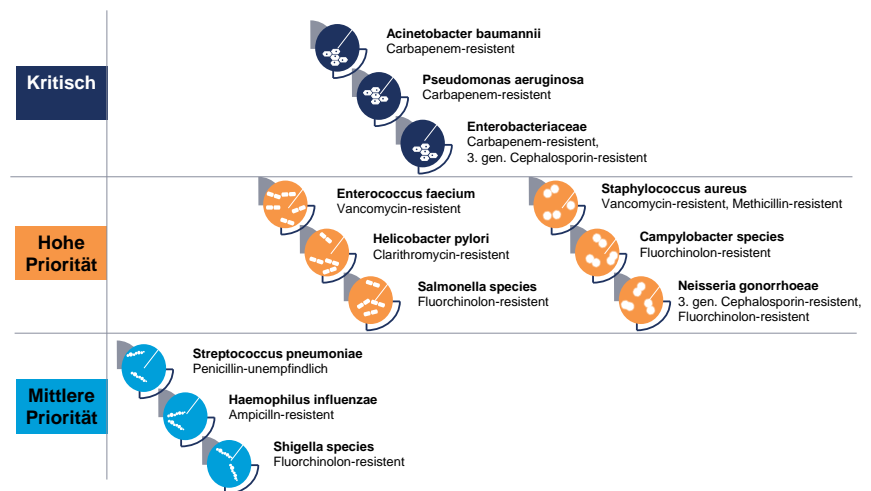 Kritisch
Acinetobacter baumannii
Carbapenem-resistent
Pseudomonas aeruginosa
Carbapenem-resistent
Enterobacteriaceae
Carbapenem-resistent,
3. gen. Cephalosporin-resistent
Hohe
Priorität
Enterococcus faecium
Vancomycin-resistent
Helicobacter pylori
Clarithromycin-resistent
Salmonella species
Fluorchinolon-resistent
Staphylococcus aureus
Vancomycin-resistent, Methicillin-resistent
Campylobacter species
Fluorchinolon-resistent
Neisseria gonorrhoeae
3. gen. Cephalosporin-resistent,
Fluorchinolon-resistent
Mittlere
Priorität
Streptococcus pneumoniae
Penicillin-unempfindlich
Haemophilus influenzae
Ampicilln-resistent
Shigella species
Fluorchinolon-resistent